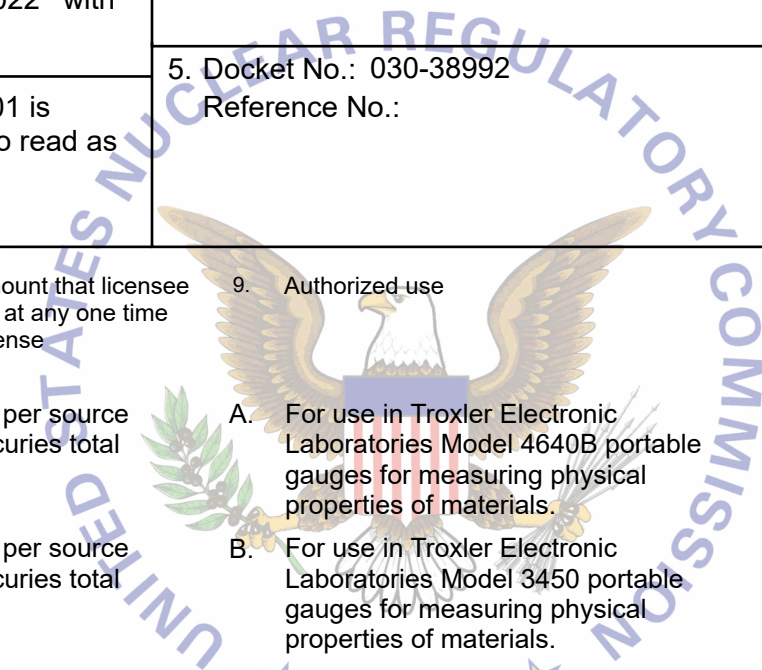 022 with
5. Docket No.: 030-38992
Reference No.:
01 is
o read as
ount that licensee
at any one time
ense
9. Authorized use
per source
curies total
A. For use in Troxler Electronic
Laboratories Model 4640B portable
gauges for measuring physical
properties of materials.
per source
curies total
B. For use in Troxler Electronic
Laboratories Model 3450 portable
gauges for measuring physical
properties of materials.
UNITED STATES NUCLEAR REGULATORY COMMISSION